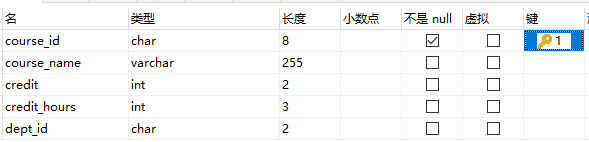 名 类型 长度 小数点 不是 null 虚拟 键
course_id char 8 1
course_name varchar 255
credit int 2
credit_hours int 3
dept_id char 2